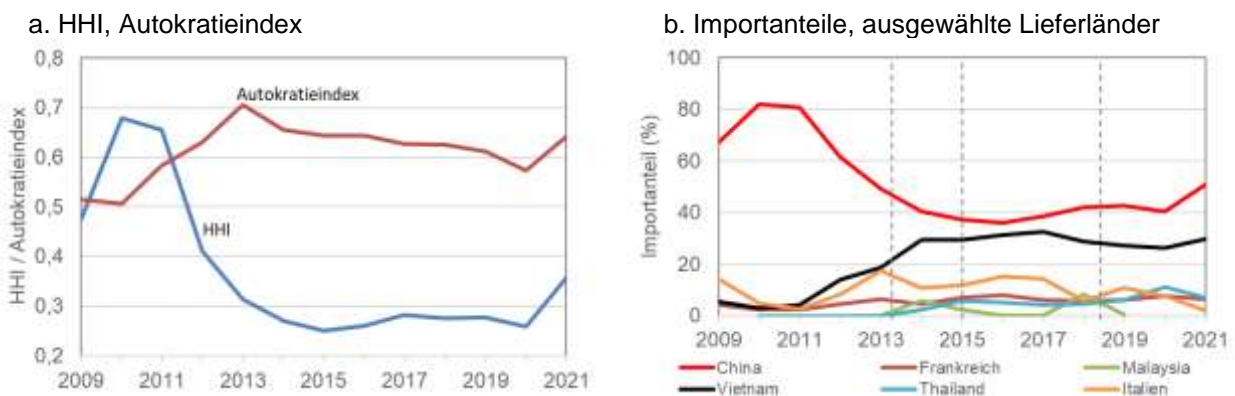 a. HHI, Autokratieindex
0,8
0,7
0,6
0,5
0,4
0,3
0,2
HHI / Autokratieindex
Autokratieindex
HHI
2009 2011 2013 2015 2017 2019 2021
b. Importanteile, ausgewählte Lieferländer
100
80
60
40
20
0
Importanteil (%)
2009 2011 2013 2015 2017 2019 2021
China Frankreich Malaysia
Vietnam Thailand Italien